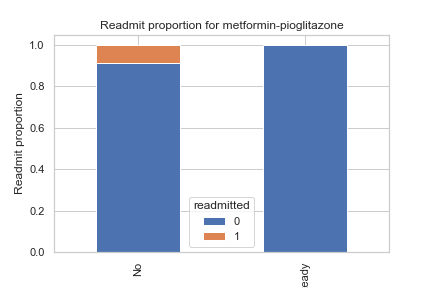 Readmit proportion for metformin-pioglitazone
1.0
0.8
0.6
0.4
0.2
0.0
Readmit proportion
readmitted
0
1
No
eady